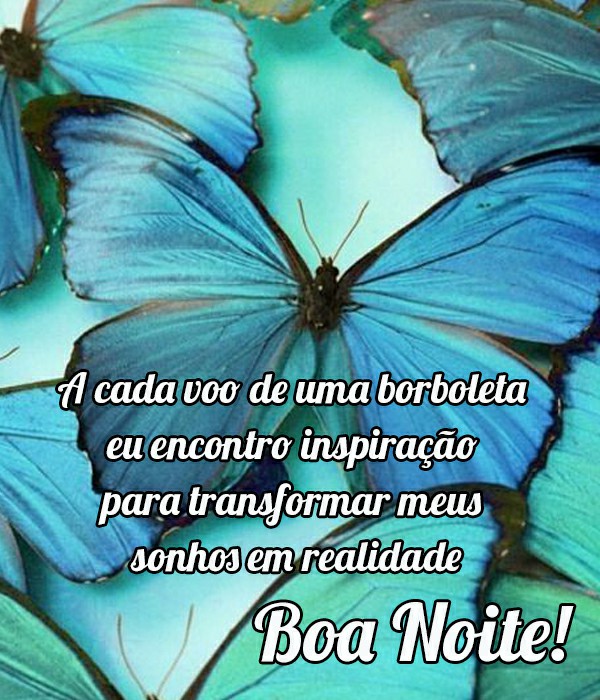 A cada voo de uma borboleta
eu encontro inspiração
para transformar meus
sonhos em realidade
Boa Noite!